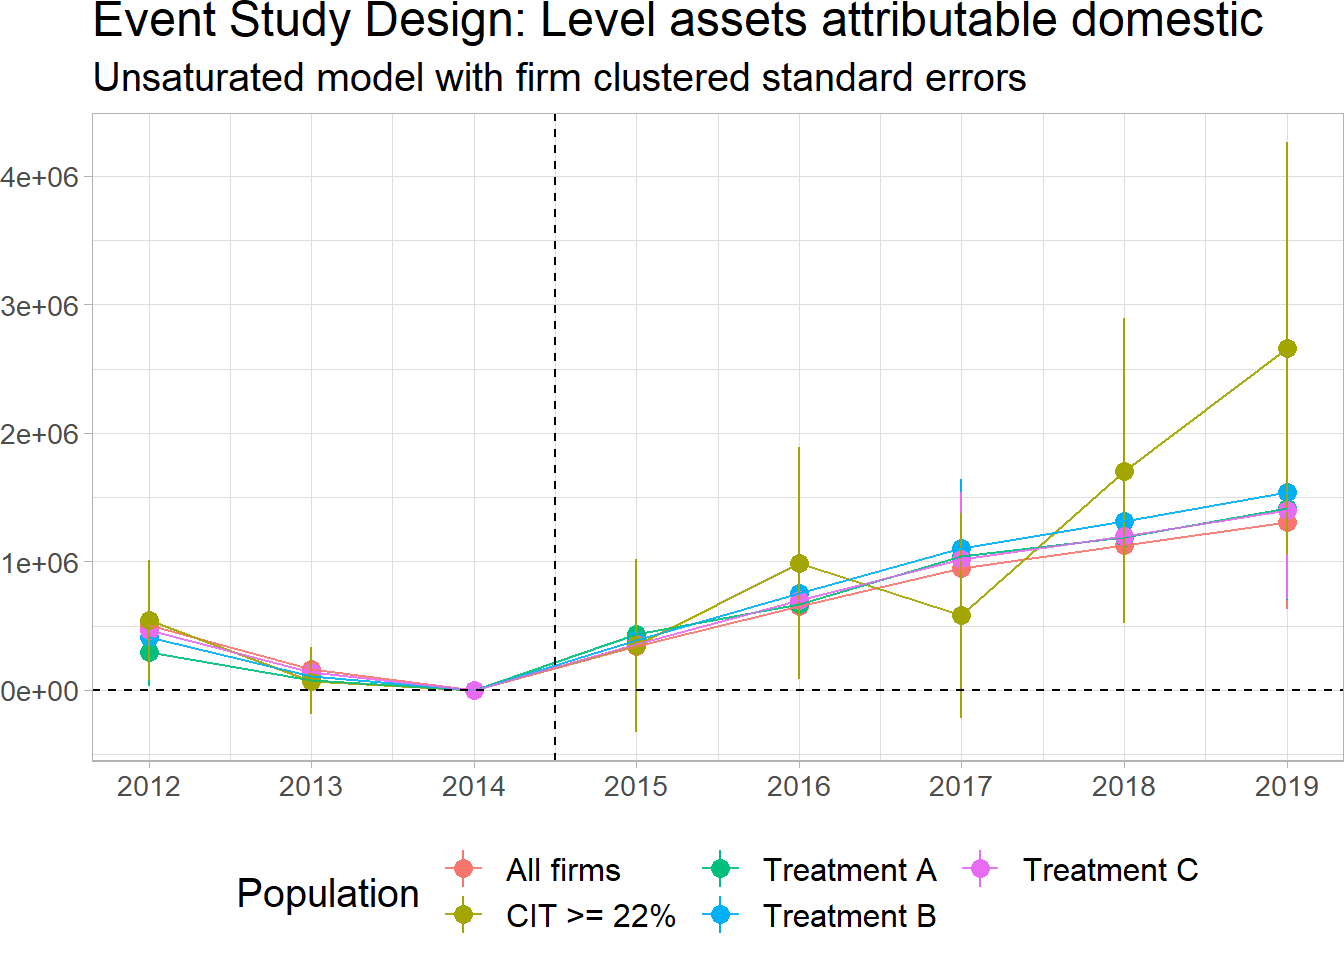 Event Study Design: Level assets attributable domestic
Unsaturated model with firm clustered standard errors
4e+06
3e+06
2e+06
1e+06
0e+00
2012 2013 2014 2015 2016 2017 2018 2019
Population
All firms Treatment A Treatment C
CIT >= 22% Treatment B